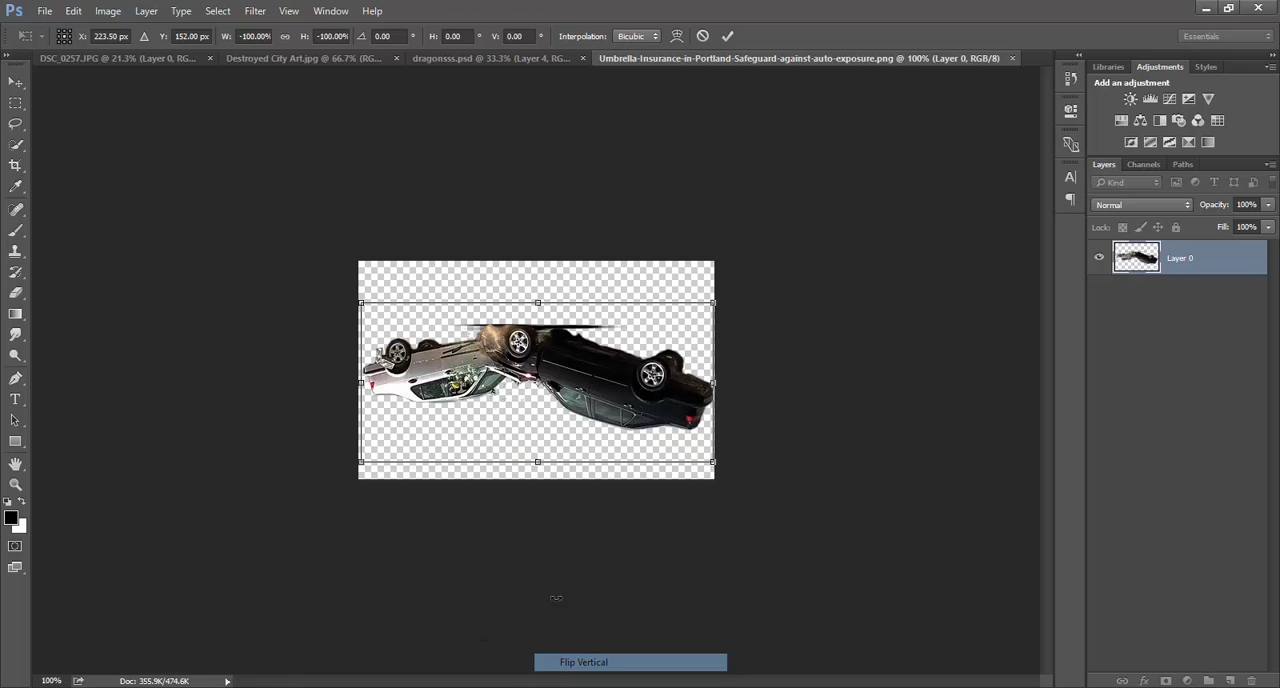 Ps File Edit Image Layer Type Select Filter View Window Help
X: 223.50 px Y: 152.00 px W: -100.00% H: -100.00% 0.00 ° H: 0.00 ° V: 0.00 ° Interpolation: Bicubic Essentials
DSC_0257.JPG @ 21.3% (Layer 0, RG... × Destroyed City Art.jpg @ 66.7% (RG... × dragonsss.psd @ 33.3% (Layer 4, RG... × Umbrella-Insurance-in-Portland-Safeguard-against-auto-exposure.png @ 100% (Layer 0, RGB/8) ×
Libraries Adjustments Styles
Add an adjustment
Layers Channels Paths
Kind
Normal Opacity: 100%
Lock: Fill: 100%
Layer 0
Flip Vertical
100% Doc: 355.9K/474.6K